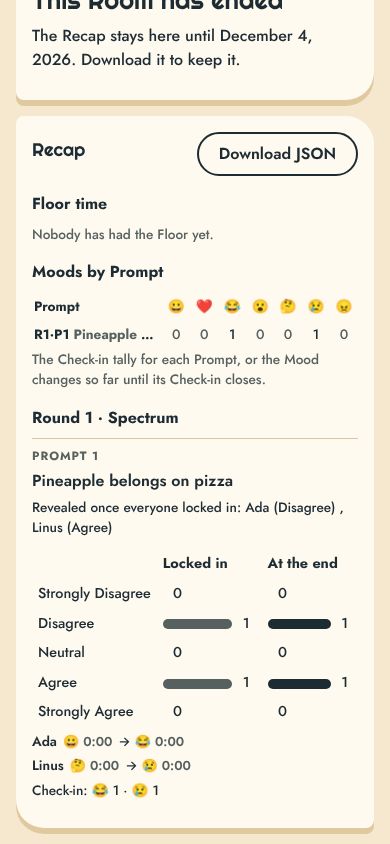 This Room has ended
The Recap stays here until December 4,
2026. Download it to keep it.
Recap
Download JSON
Floor time
Nobody has had the Floor yet.
Moods by Prompt
Prompt 😀 ❤️ 😂 😮 🤔 😢 😠
R1·P1 Pineapple ... 0 0 1 0 0 1 0
The Check-in tally for each Prompt, or the Mood
changes so far until its Check-in closes.
Round 1 · Spectrum
PROMPT 1
Pineapple belongs on pizza
Revealed once everyone locked in: Ada (Disagree) ,
Linus (Agree)
Locked in At the end
Strongly Disagree 0 0
Disagree 1 1
Neutral 0 0
Agree 1 1
Strongly Agree 0 0
Ada 😀 0:00 → 😂 0:00
Linus 🤔 0:00 → 😢 0:00
Check-in: 😂 1 · 😢 1